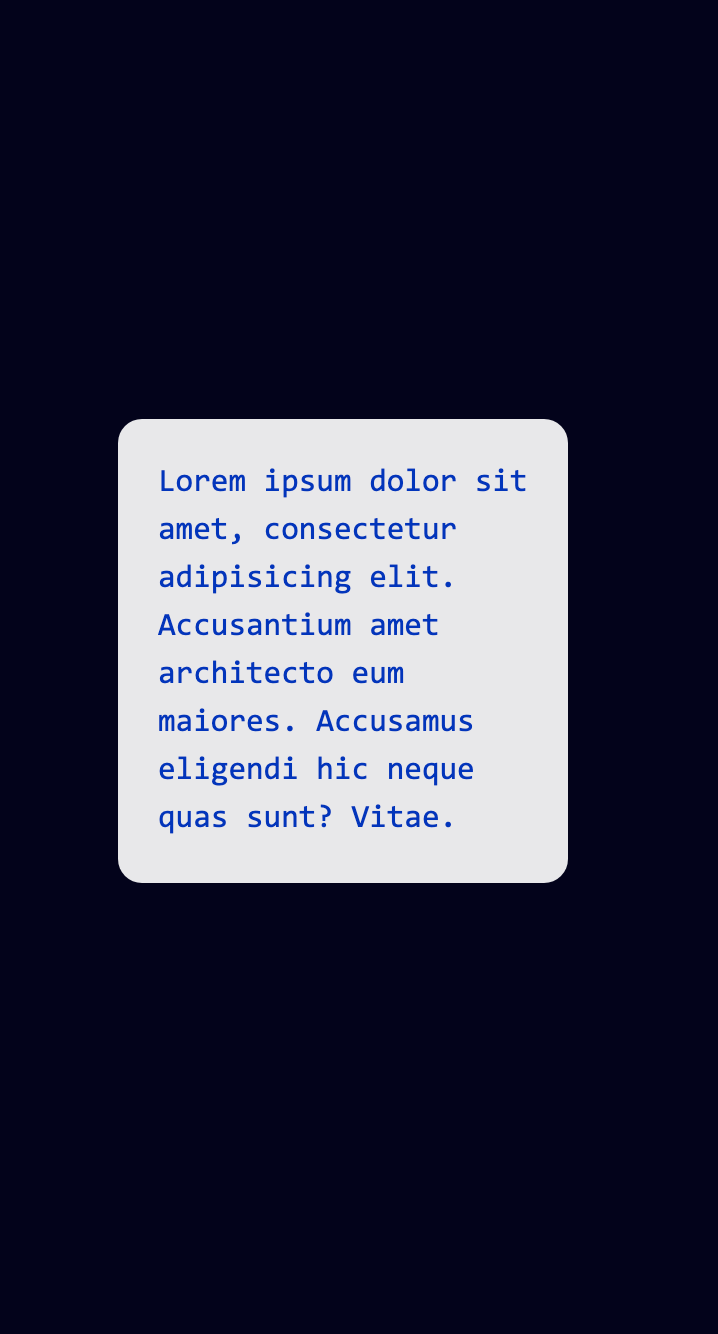 Lorem ipsum dolor sit
amet, consectetur
adipisicing elit.
Accusantium amet
architecto eum
maiores. Accusamus
eligendi hic neque
quas sunt? Vitae.